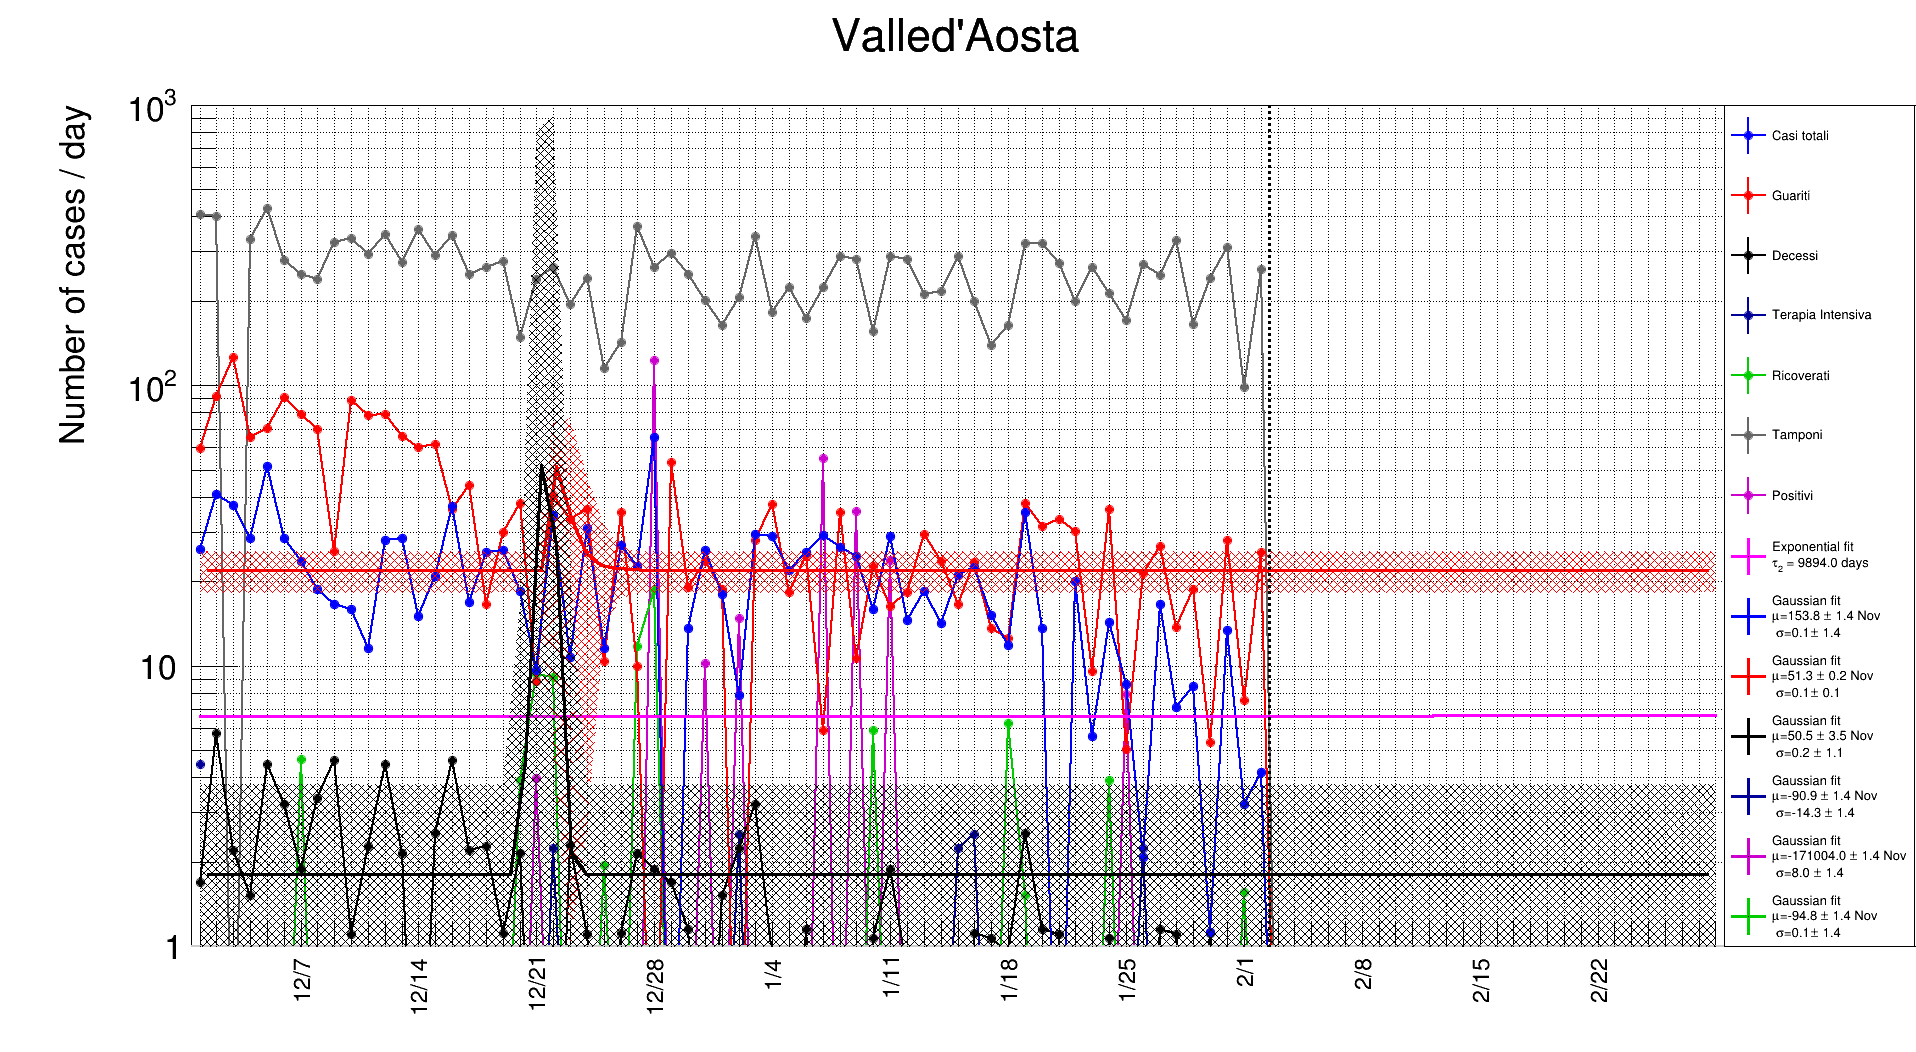 Valled'Aosta
Number of cases / day
10³
10²
10
1
12/7
12/14
12/21
12/28
1/4
1/11
1/18
1/25
2/1
2/8
2/15
2/22
Casi totali
Guariti
Decessi
Terapia Intensiva
Ricoverati
Tamponi
Positivi
Exponential fit
τ₂ = 9894.0 days
Gaussian fit
μ=153.8 ± 1.4 Nov
σ=0.1 ± 1.4
Gaussian fit
μ=51.3 ± 0.2 Nov
σ=0.1 ± 0.1
Gaussian fit
μ=50.5 ± 3.5 Nov
σ=0.2 ± 1.1
Gaussian fit
μ=-90.9 ± 1.4 Nov
σ=-14.3 ± 1.4
Gaussian fit
μ=-171004.0 ± 1.4 Nov
σ=8.0 ± 1.4
Gaussian fit
μ=-94.8 ± 1.4 Nov
σ=0.1 ± 1.4